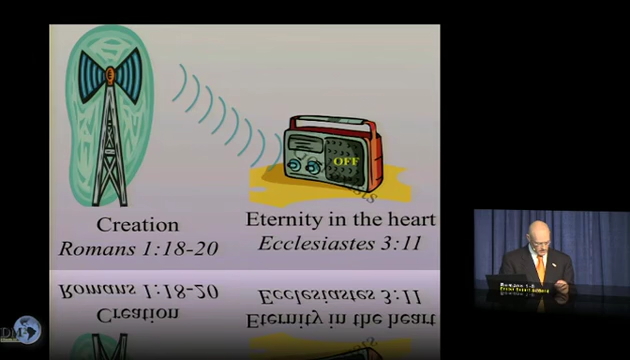 OFF
Creation
Romans 1:18-20
Eternity in the heart
Ecclesiastes 3:11
Romans 1:18-20
Creation
Ecclesiastes 3:11
Eternity in the heart
DM